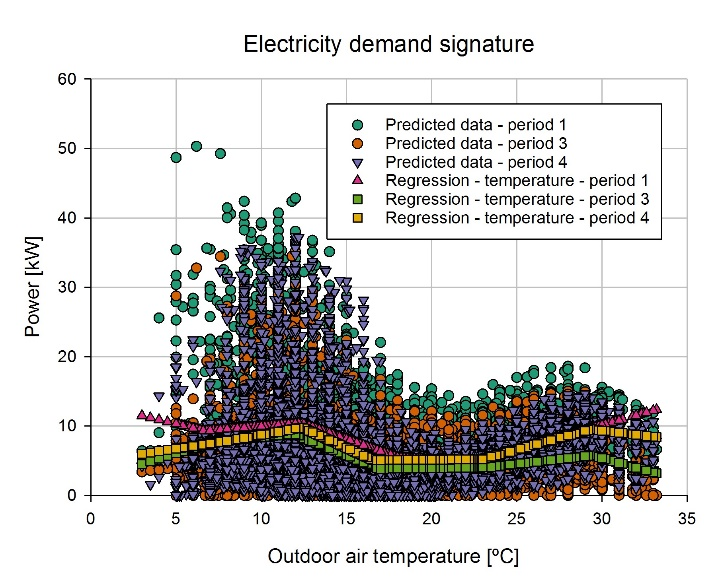 Electricity demand signature
60
50
40
30
20
10
0
Power [kW]
Predicted data - period 1
Predicted data - period 3
Predicted data - period 4
Regression - temperature - period 1
Regression - temperature - period 3
Regression - temperature - period 4
0 5 10 15 20 25 30 35
Outdoor air temperature [ºC]